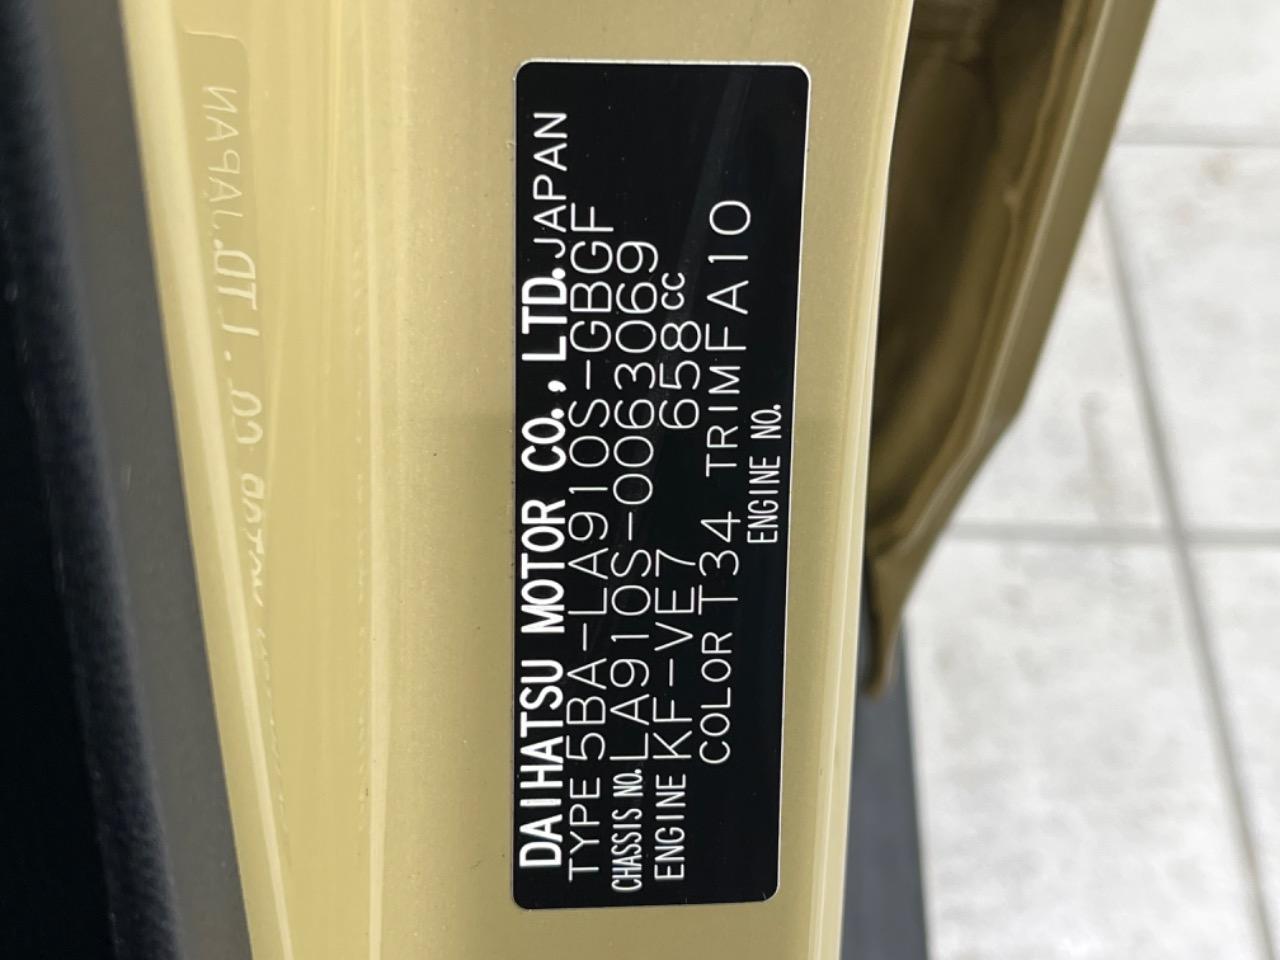 DAIHATSU MOTOR CO., LTD. JAPAN
TYPE 5BA-LA910S-GBGF
CHASSIS NO. LA910S-0063069
ENGINE KF-VE7 658cc
COLOR T34 TRIM FA10
ENGINE NO.